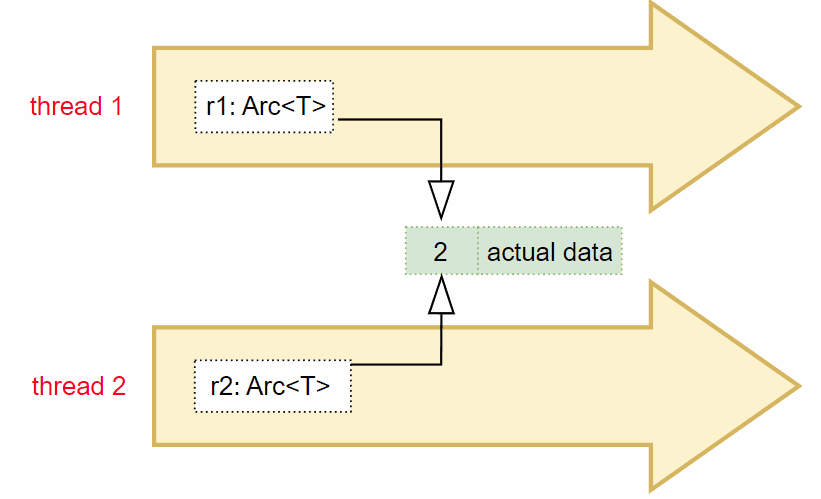 thread 1
r1: Arc<T>
2
actual data
thread 2
r2: Arc<T>